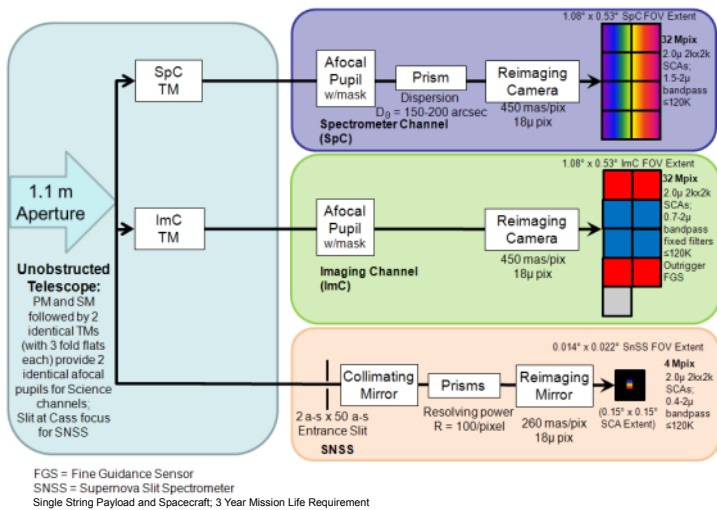 1.08° x 0.53° SpC FOV Extent
SpC
TM
Afocal
Pupil
w/mask
Prism
Dispersion
Dθ = 150-200 arcsec
Reimaging
Camera
450 mas/pix
18µ pix
32 Mpix
2.0µ 2kx2k
SCAs;
1.5-2µ
bandpass
≤120K
Spectrometer Channel
(SpC)
1.1 m
Aperture
1.08° x 0.53° ImC FOV Extent
ImC
TM
Afocal
Pupil
w/mask
Reimaging
Camera
450 mas/pix
18µ pix
32 Mpix
2.0µ 2kx2k
SCAs;
0.7-2µ
bandpass
fixed filters
≤120K
Outrigger
FGS
Imaging Channel
(ImC)
Unobstructed
Telescope:
PM and SM
followed by 2
identical TMs
(with 3 fold flats
each) provide 2
identical afocal
pupils for Science
channels;
Slit at Cass focus
for SNSS
0.014° x 0.022° SnSS FOV Extent
2 a-s x 50 a-s
Entrance Slit
Collimating
Mirror
Prisms
Resolving power
R = 100/pixel
Reimaging
Mirror
260 mas/pix
18µ pix
(0.15° x 0.15°
SCA Extent)
4 Mpix
2.0µ 2kx2k
SCAs;
0.4-2µ
bandpass
≤120K
SNSS
FGS = Fine Guidance Sensor
SNSS = Supernova Slit Spectrometer
Single String Payload and Spacecraft; 3 Year Mission Life Requirement